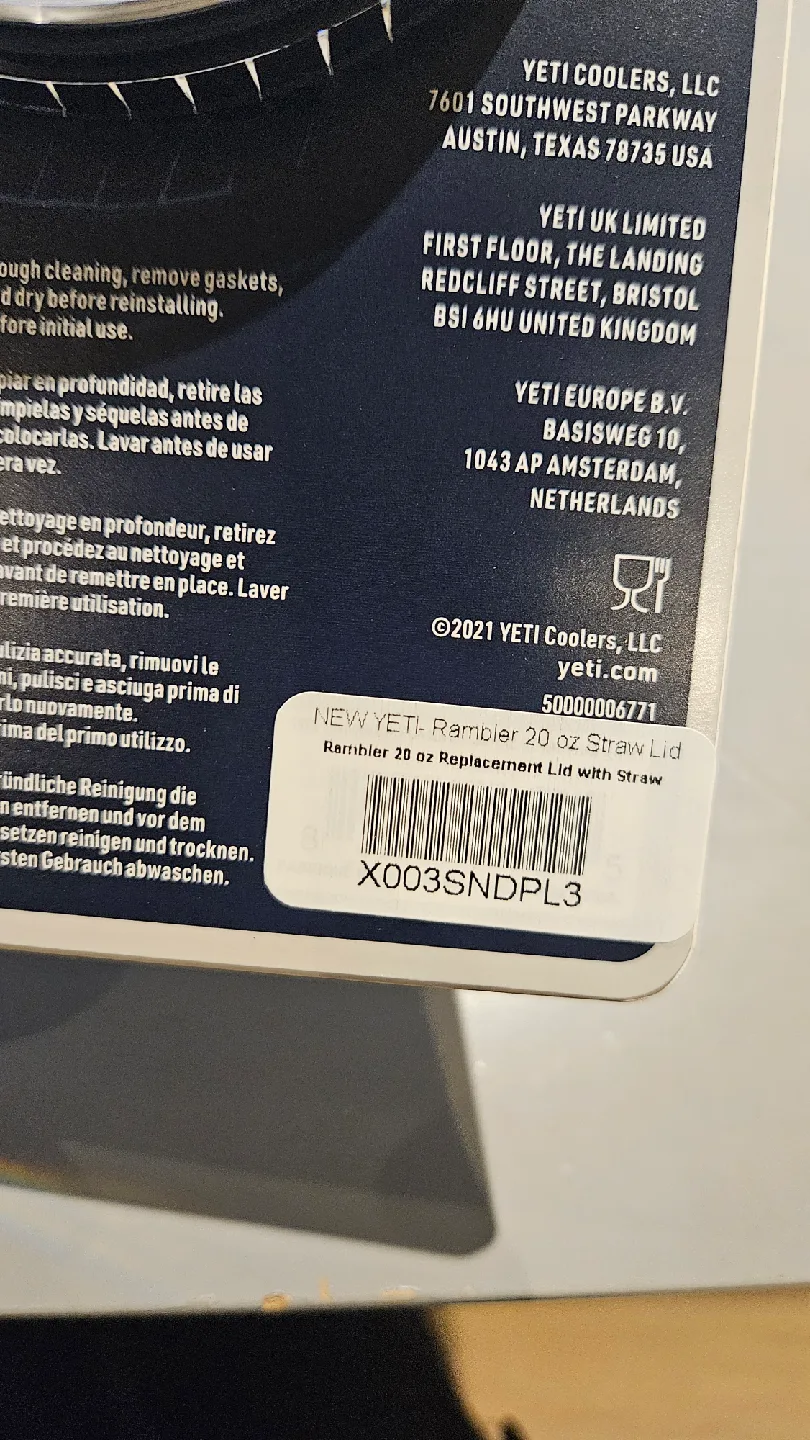 YETI COOLERS, LLC
7601 SOUTHWEST PARKWAY
AUSTIN, TEXAS 78735 USA
YETI UK LIMITED
FIRST FLOOR, THE LANDING
REDCLIFF STREET, BRISTOL
BS1 6HU UNITED KINGDOM
YETI EUROPE B.V.
BASISWEG 10,
1043 AP AMSTERDAM,
NETHERLANDS
©2021 YETI Coolers, LLC
yeti.com
50000006771
ough cleaning, remove gaskets,
d dry before reinstalling.
fore initial use.
piar en profundidad, retire las
mpielas y séquelas antes de
colocarlas. Lavar antes de usar
era vez.
ettoyage en profondeur, retirez
et procédez au nettoyage et
avant de remettre en place. Laver
remière utilisation.
ulizia accurata, rimuovi le
ni, pulisci e asciuga prima di
rlo nuovamente.
rima del primo utilizzo.
ündliche Reinigung die
n entfernen und vor dem
setzen reinigen und trocknen.
sten Gebrauch abwaschen.
NEW YETI- Rambler 20 oz Straw Lid
Rambler 20 oz Replacement Lid with Straw
X003SNDPL3